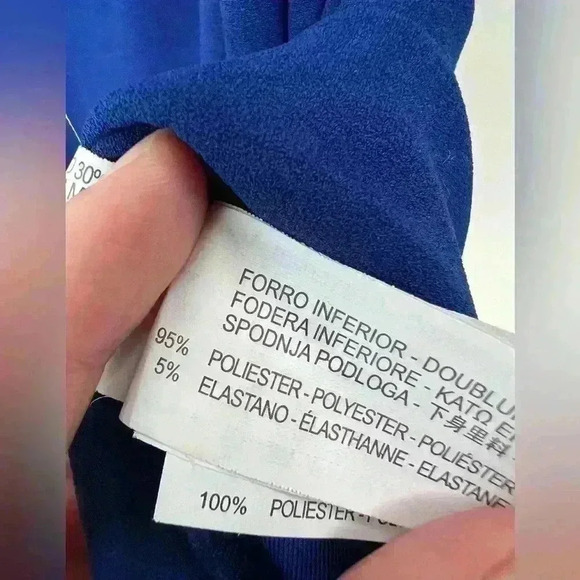 30°
FORRO INFERIOR - DOUBLU
FODERA INFERIORE - ΚΑΤΩ
SPODNJA PODLOGA - 下身里料 -
95% POLIESTER - POLYESTER - POLIÉSTER
5% ELASTANO - ÉLASTHANNE - ELASTANE
100% POLIESTER -